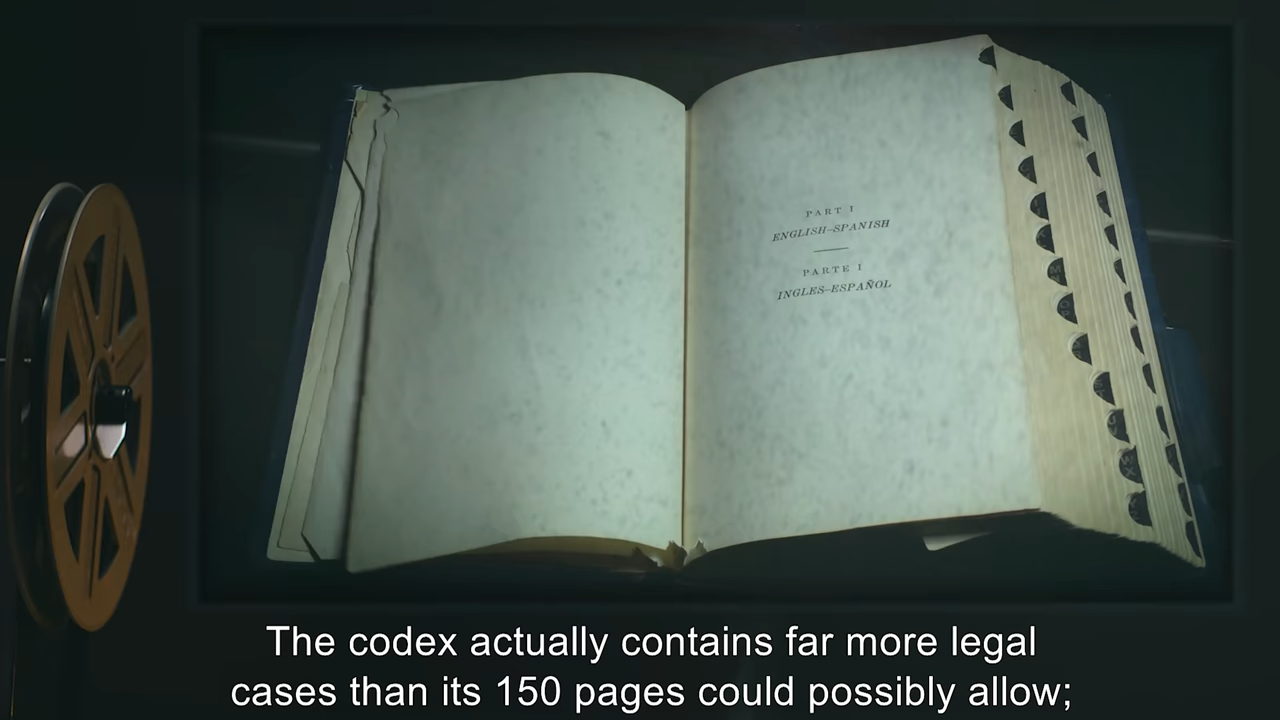 PART I
ENGLISH–SPANISH
PARTE I
INGLES–ESPAÑOL
The codex actually contains far more legal
cases than its 150 pages could possibly allow;